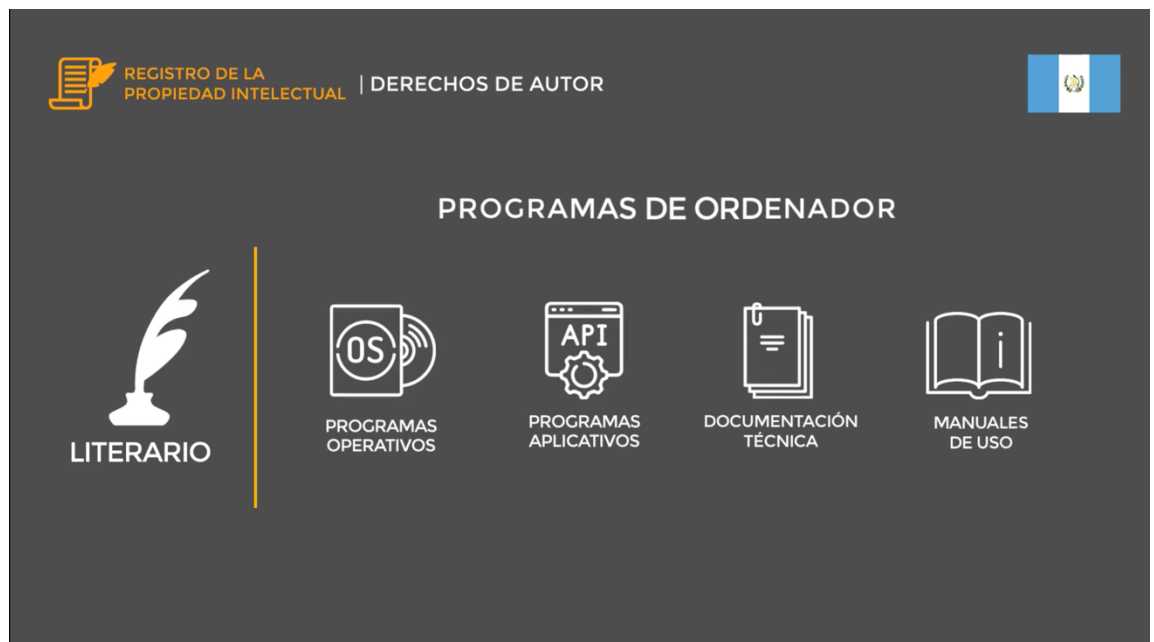 REGISTRO DE LA
PROPIEDAD INTELECTUAL | DERECHOS DE AUTOR
PROGRAMAS DE ORDENADOR
LITERARIO
OS
PROGRAMAS
OPERATIVOS
API
PROGRAMAS
APLICATIVOS
DOCUMENTACIÓN
TÉCNICA
i
MANUALES
DE USO